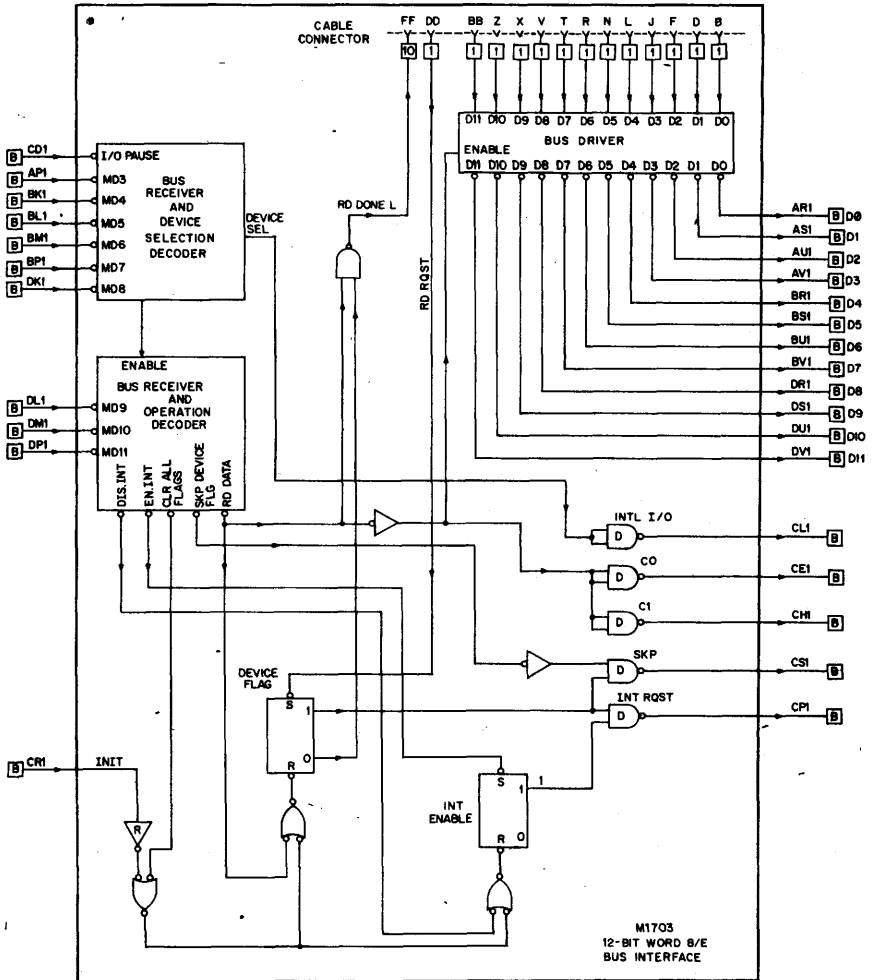 CABLE CONNECTOR
FF DD BB Z X V T R N L J F D B
10 1 1 1 1 1 1 1 1 1 1 1 1 1
D11 D10 D9 D8 D7 D6 D5 D4 D3 D2 D1 D0
BUS DRIVER
ENABLE
D11 D10 D9 D8 D7 D6 D5 D4 D3 D2 D1 D0
B CD1 I/O PAUSE
B AP1 MD3
B BK1 MD4
B BL1 MD5
B BM1 MD6
B BP1 MD7
B DK1 MD8
BUS
RECEIVER
AND
DEVICE
SELECTION
DECODER
DEVICE
SEL
RD DONE L
RD RQST
AR1 B D0
AS1 B D1
AU1 B D2
AV1 B D3
BR1 B D4
BS1 B D5
BU1 B D6
BV1 B D7
DR1 B D8
DS1 B D9
DU1 B D10
DV1 B D11
ENABLE
BUS RECEIVER
AND
OPERATION
DECODER
B DL1 MD9
B DM1 MD10
B DP1 MD11
DIS.INT
EN.INT
CLR ALL
FLAGS
SKP DEVICE
FLG
RD DATA
INTL I/O
D CL1 B
C0
D CE1 B
C1
D CH1 B
SKP
D CS1 B
INT RQST
D CP1 B
DEVICE
FLAG
S
1
0
R
B CR1 INIT
R
INT
ENABLE
S
1 1
R 0
M1703
12-BIT WORD 8/E
BUS INTERFACE